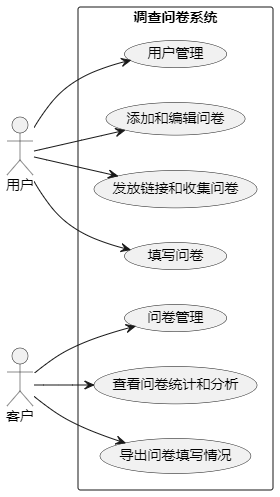 调查问卷系统
用户管理
添加和编辑问卷
发放链接和收集问卷
用户
填写问卷
问卷管理
查看问卷统计和分析
客户
导出问卷填写情况